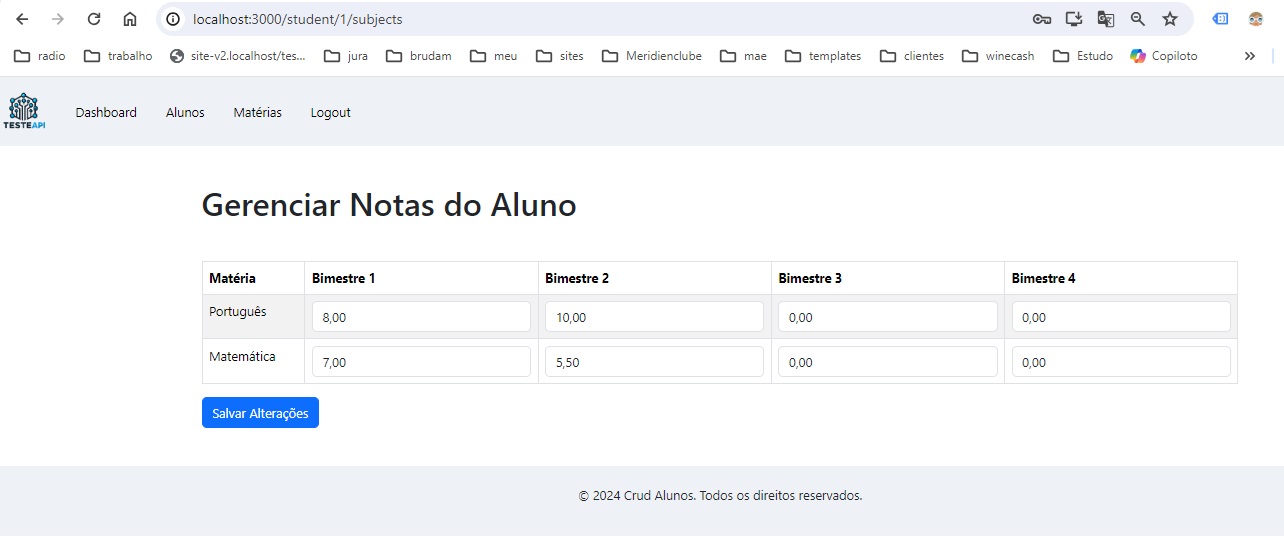 localhost:3000/student/1/subjects
radio trabalho site-v2.localhost/tes... jura brudam meu sites Meridienclube mae templates clientes winecash Estudo Copiloto
TESTEAPI Dashboard Alunos Matérias Logout
Gerenciar Notas do Aluno
Matéria Bimestre 1 Bimestre 2 Bimestre 3 Bimestre 4
Português 8,00 10,00 0,00 0,00
Matemática 7,00 5,50 0,00 0,00
Salvar Alterações
© 2024 Crud Alunos. Todos os direitos reservados.